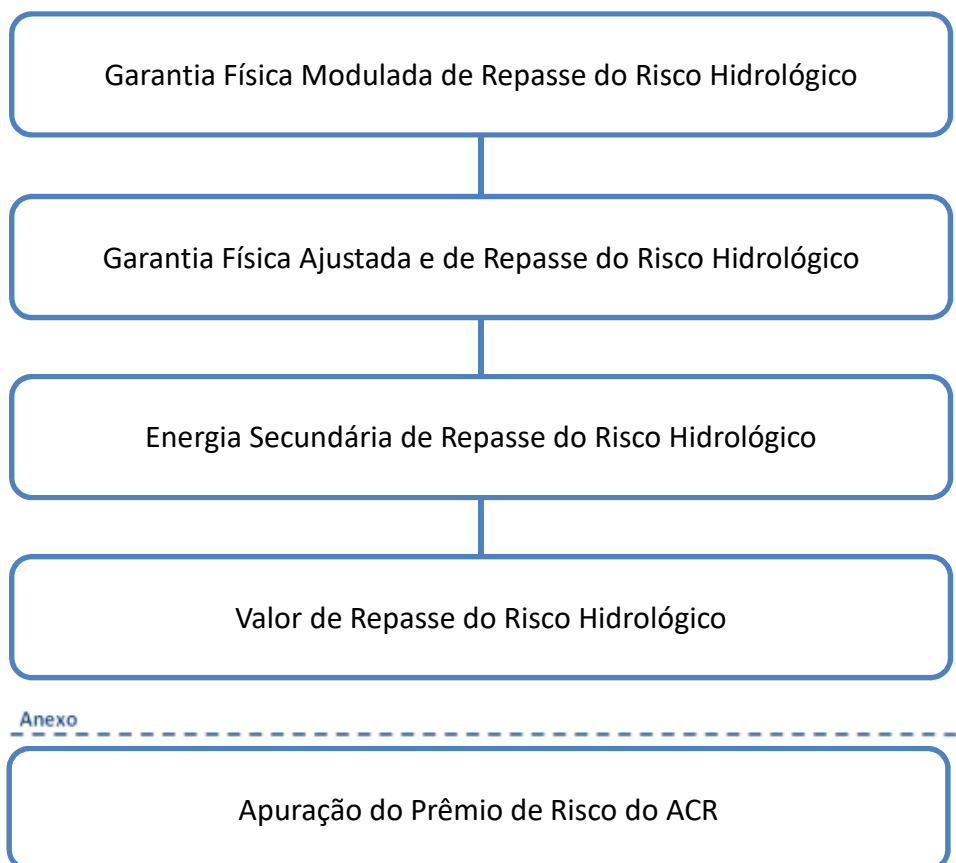 Garantia Física Modulada de Repasse do Risco Hidrológico
Garantia Física Ajustada e de Repasse do Risco Hidrológico
Energia Secundária de Repasse do Risco Hidrológico
Valor de Repasse do Risco Hidrológico
Anexo
Apuração do Prêmio de Risco do ACR